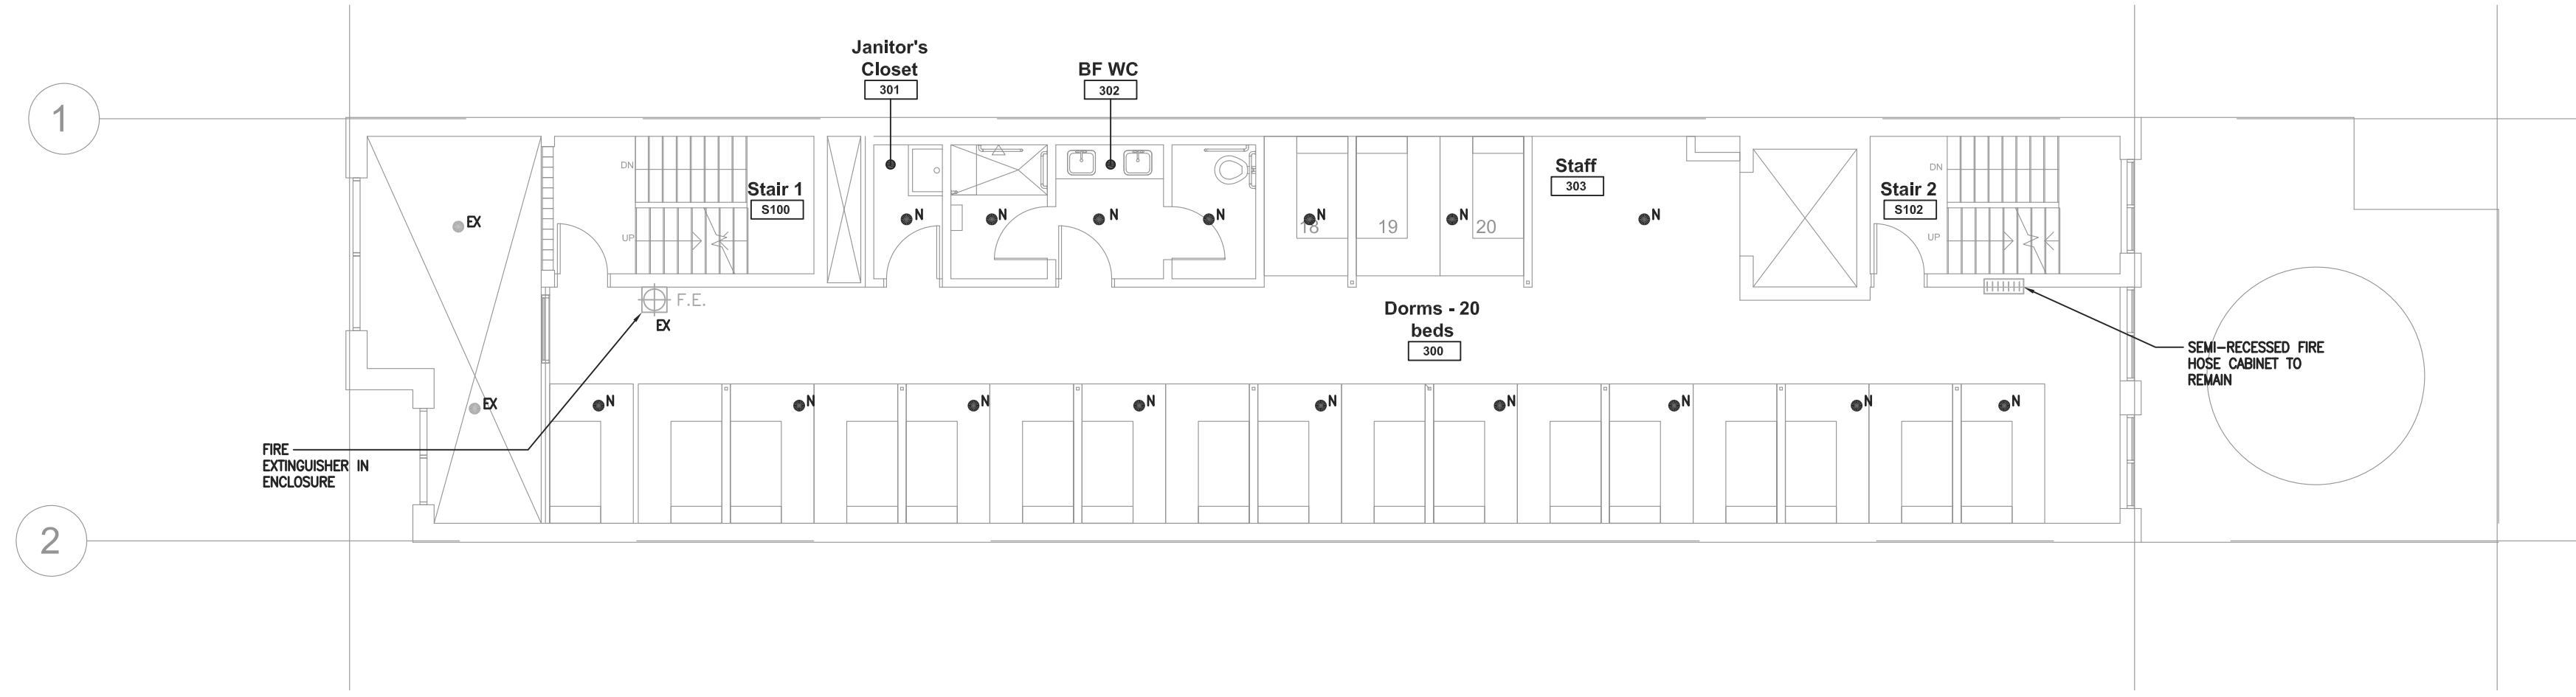 Janitor's
Closet
301
BF WC
302
1
DN
UP
Stair 1
S100
Staff
303
Stair 2
S102
DN
UP
EX
N
N
N
N
N
N
N
18
19
20
F.E.
EX
Dorms - 20
beds
300
SEMI-RECESSED FIRE
HOSE CABINET TO
REMAIN
EX
N
N
N
N
N
N
N
N
N
FIRE
EXTINGUISHER IN
ENCLOSURE
2